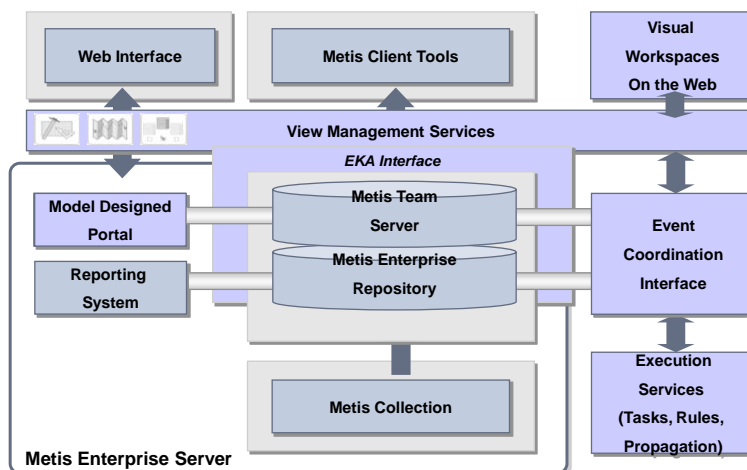 Web Interface
Metis Client Tools
Visual
Workspaces
On the Web
View Management Services
EKA Interface
Model Designed
Portal
Metis Team
Server
Event
Coordination
Interface
Reporting
System
Metis Enterprise
Repository
Metis Collection
Execution
Services
(Tasks, Rules,
Propagation)
Metis Enterprise Server